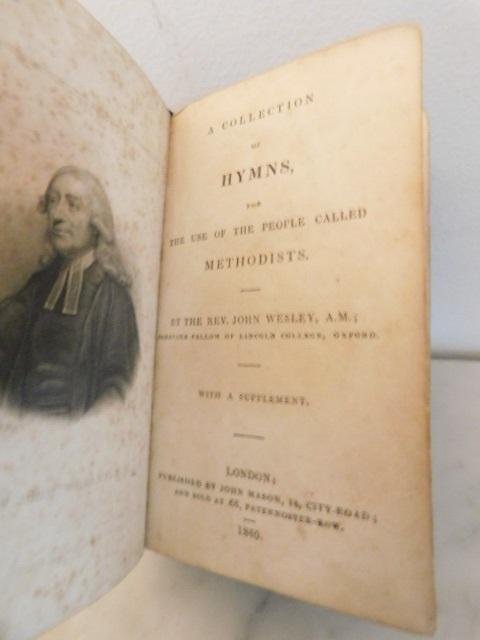 A COLLECTION
OF
HYMNS,
FOR
THE USE OF THE PEOPLE CALLED
METHODISTS.
BY THE REV. JOHN WESLEY, A.M.;
SOMETIME FELLOW OF LINCOLN COLLEGE, OXFORD.
WITH A SUPPLEMENT.
LONDON;
PUBLISHED BY JOHN MASON, 14, CITY-ROAD;
AND SOLD AT 66, PATERNOSTER-ROW.